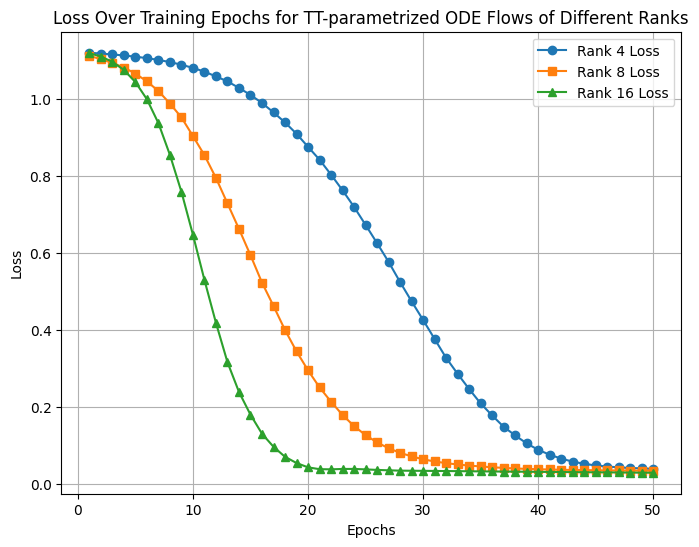 Loss Over Training Epochs for TT-parametrized ODE Flows of Different Ranks
Rank 4 Loss
Rank 8 Loss
Rank 16 Loss
Loss
1.0
0.8
0.6
0.4
0.2
0.0
0 10 20 30 40 50
Epochs